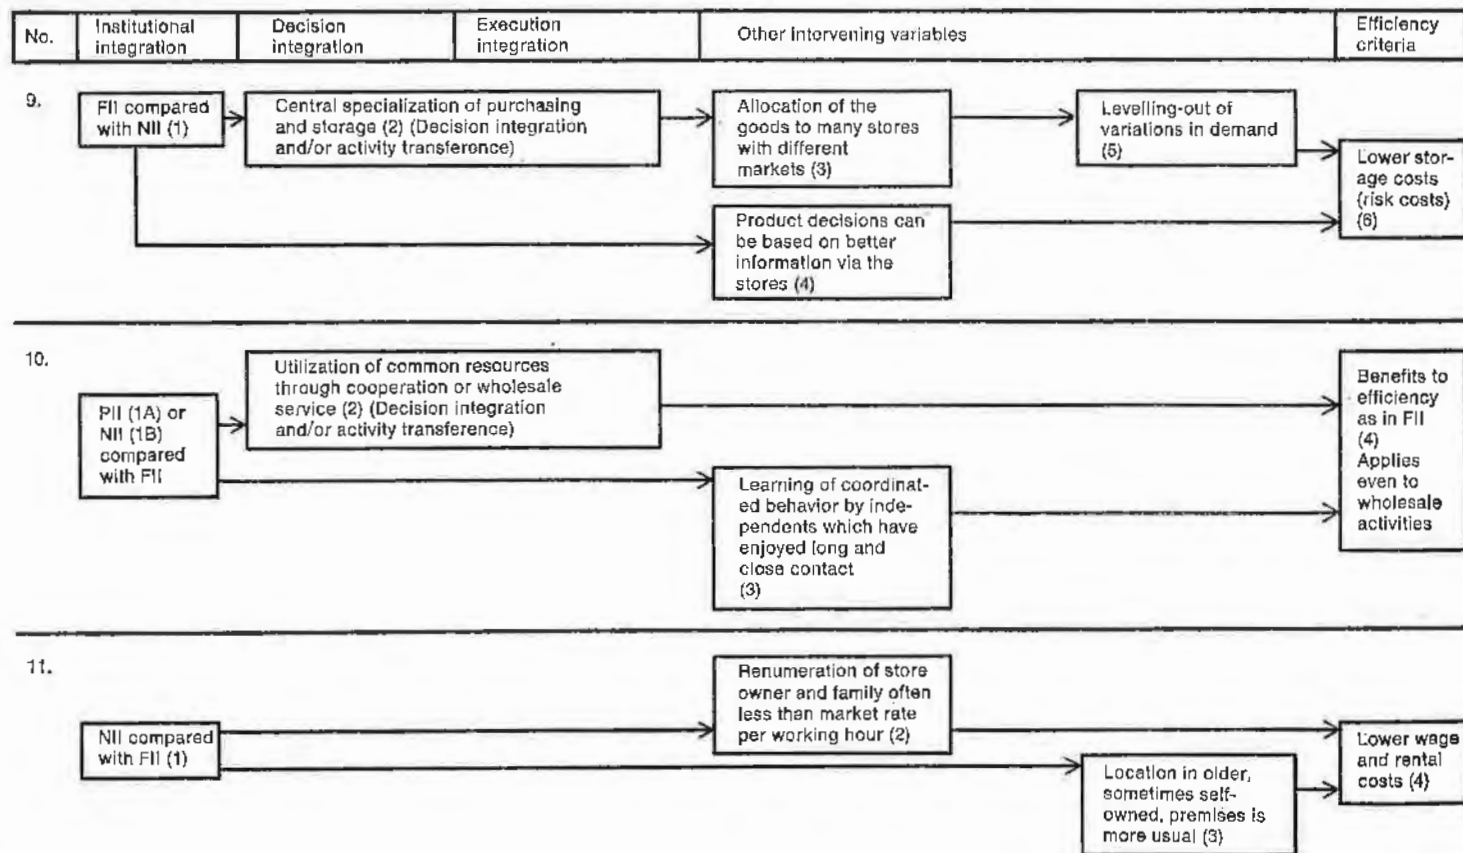 No.
Institutional
integration
Decision
integration
Execution
integration
Other intervening variables
Efficiency
criteria
9.
FII compared
with NII (1)
Central specialization of purchasing
and storage (2) (Decision integration
and/or activity transference)
Allocation of the
goods to many stores
with different
markets (3)
Levelling-out of
variations in demand
(5)
Lower stor-
age costs
(risk costs)
(6)
Product decisions can
be based on better
information via the
stores (4)
10.
PII (1A) or
NII (1B)
compared
with FII
Utilization of common resources
through cooperation or wholesale
service (2) (Decision integration
and/or activity transference)
Learning of coordinat-
ed behavior by inde-
pendents which have
enjoyed long and
close contact
(3)
Benefits to
efficiency
as in FII
(4)
Applies
even to
wholesale
activities
11.
NII compared
with FII (1)
Renumeration of store
owner and family often
less than market rate
per working hour (2)
Location in older,
sometimes self-
owned, premises is
more usual (3)
Lower wage
and rental
costs (4)